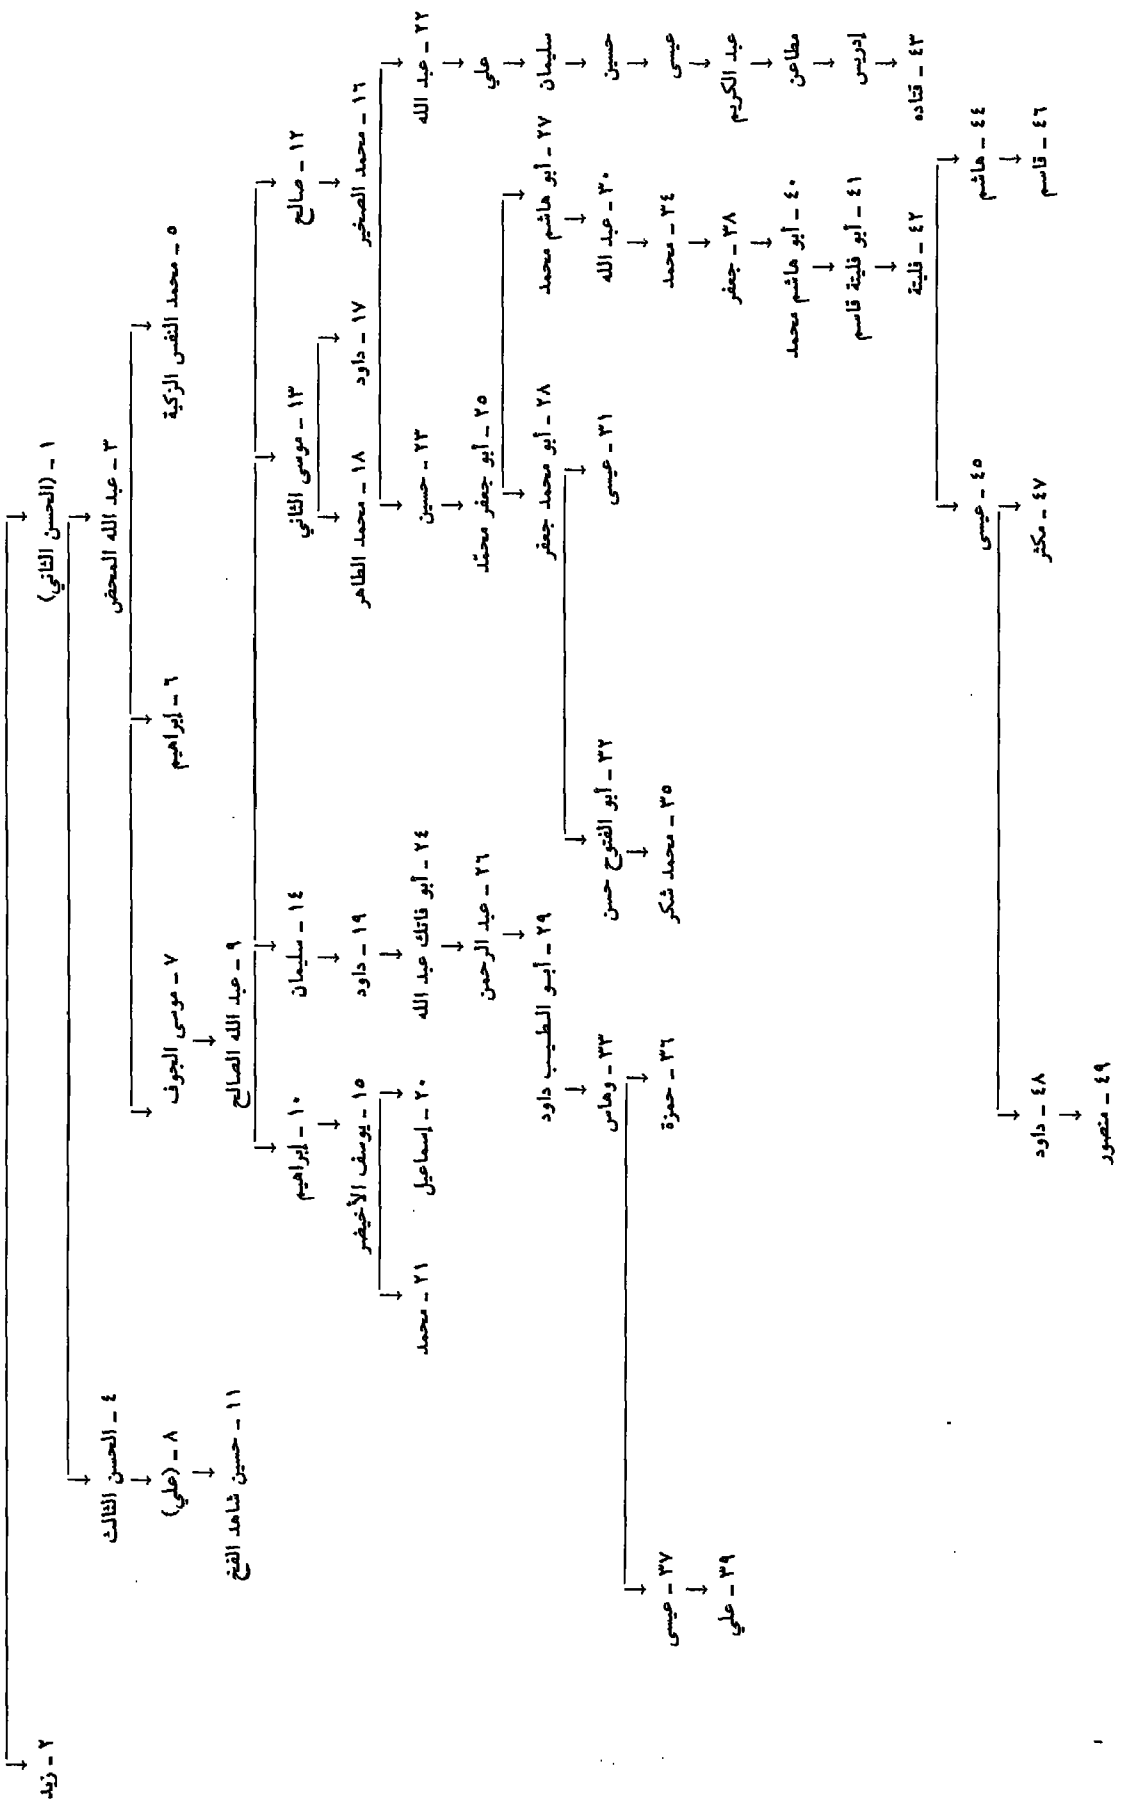 ١ - (الحسن الثاني)
٢ - زيد
٣ - عبد الله المحض
٤ - الحسن الثالث
٥ - محمد النفس الزكية
٦ - إبراهيم
٧ - موسى الجوف
٨ - (علي)
٩ - عبد الله الصالح
١١ - حسين شاهد الفخ
١٢ - صالح
١٣ - موسى الثاني
١٤ - سليمان
١٠ - إبراهيم
١٦ - محمد الصخير
١٧ - داود
١٨ - محمد الطاهر
١٩ - داود
١٥ - يوسف الأخيضر
٢٢ - عبد الله
٢٣ - حسين
٢٤ - أبو فاتك عبد الله
٢٠ - إسماعيل
٢١ - محمد
علي
٢٥ - أبو جعفر محمّد
٢٦ - عبد الرحمن
سليمان
٢٧ - أبو هاشم محمد
٢٨ - أبو محمد جعفر
٢٩ - أبو الطيب داود
حسين
٣٠ - عبد الله
٣١ - عيسى
٣٢ - أبو الفتوح حسن
٣٣ - وهاس
عيسى
٣٤ - محمد
٣٥ - محمد شكر
٣٦ - حمزة
٣٧ - عيسى
عبد الكريم
٣٨ - جعفر
٣٩ - علي
مطاعن
٤٠ - أبو هاشم محمد
إدريس
٤١ - أبو فليتة قاسم
٤٣ - قتاده
٤٢ - فليتة
٤٤ - هاشم
٤٥ - عيسى
٤٦ - قاسم
٤٧ - مكثر
٤٨ - داود
٤٩ - منصور